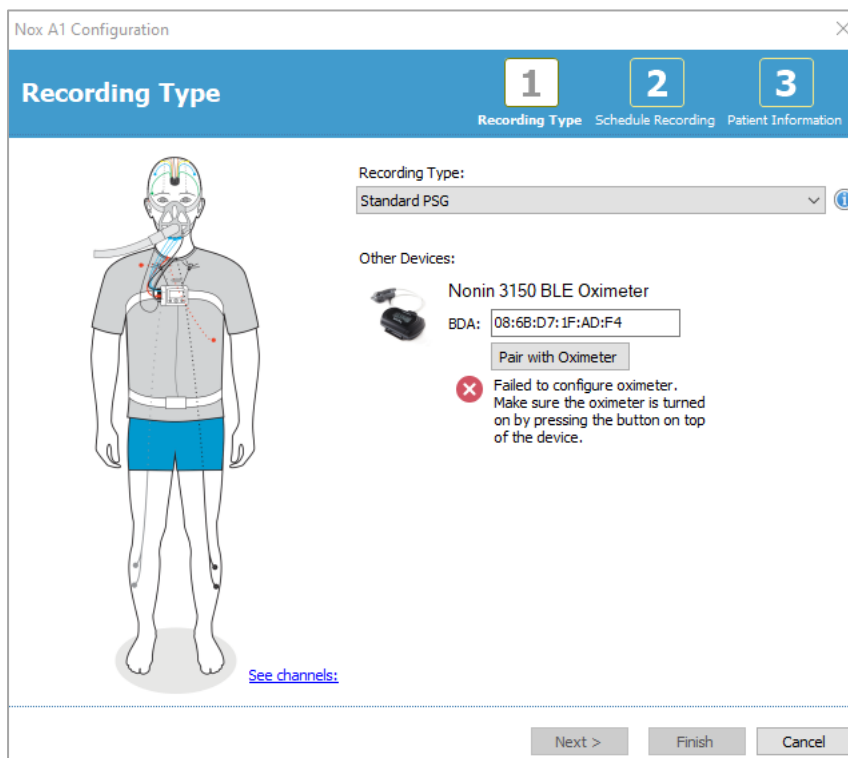 Nox A1 Configuration
Recording Type
1
Recording Type
2
Schedule Recording
3
Patient Information
Recording Type:
Standard PSG
Other Devices:
Nonin 3150 BLE Oximeter
BDA: 08:6B:D7:1F:AD:F4
Pair with Oximeter
Failed to configure oximeter.
Make sure the oximeter is turned
on by pressing the button on top
of the device.
See channels:
Next >
Finish
Cancel